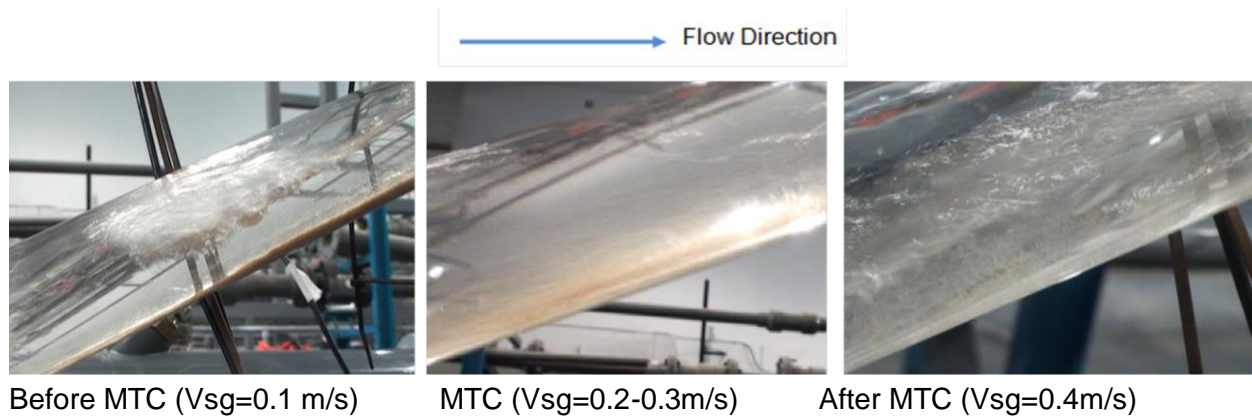 Flow Direction
Before MTC (Vsg=0.1 m/s) MTC (Vsg=0.2-0.3m/s) After MTC (Vsg=0.4m/s)